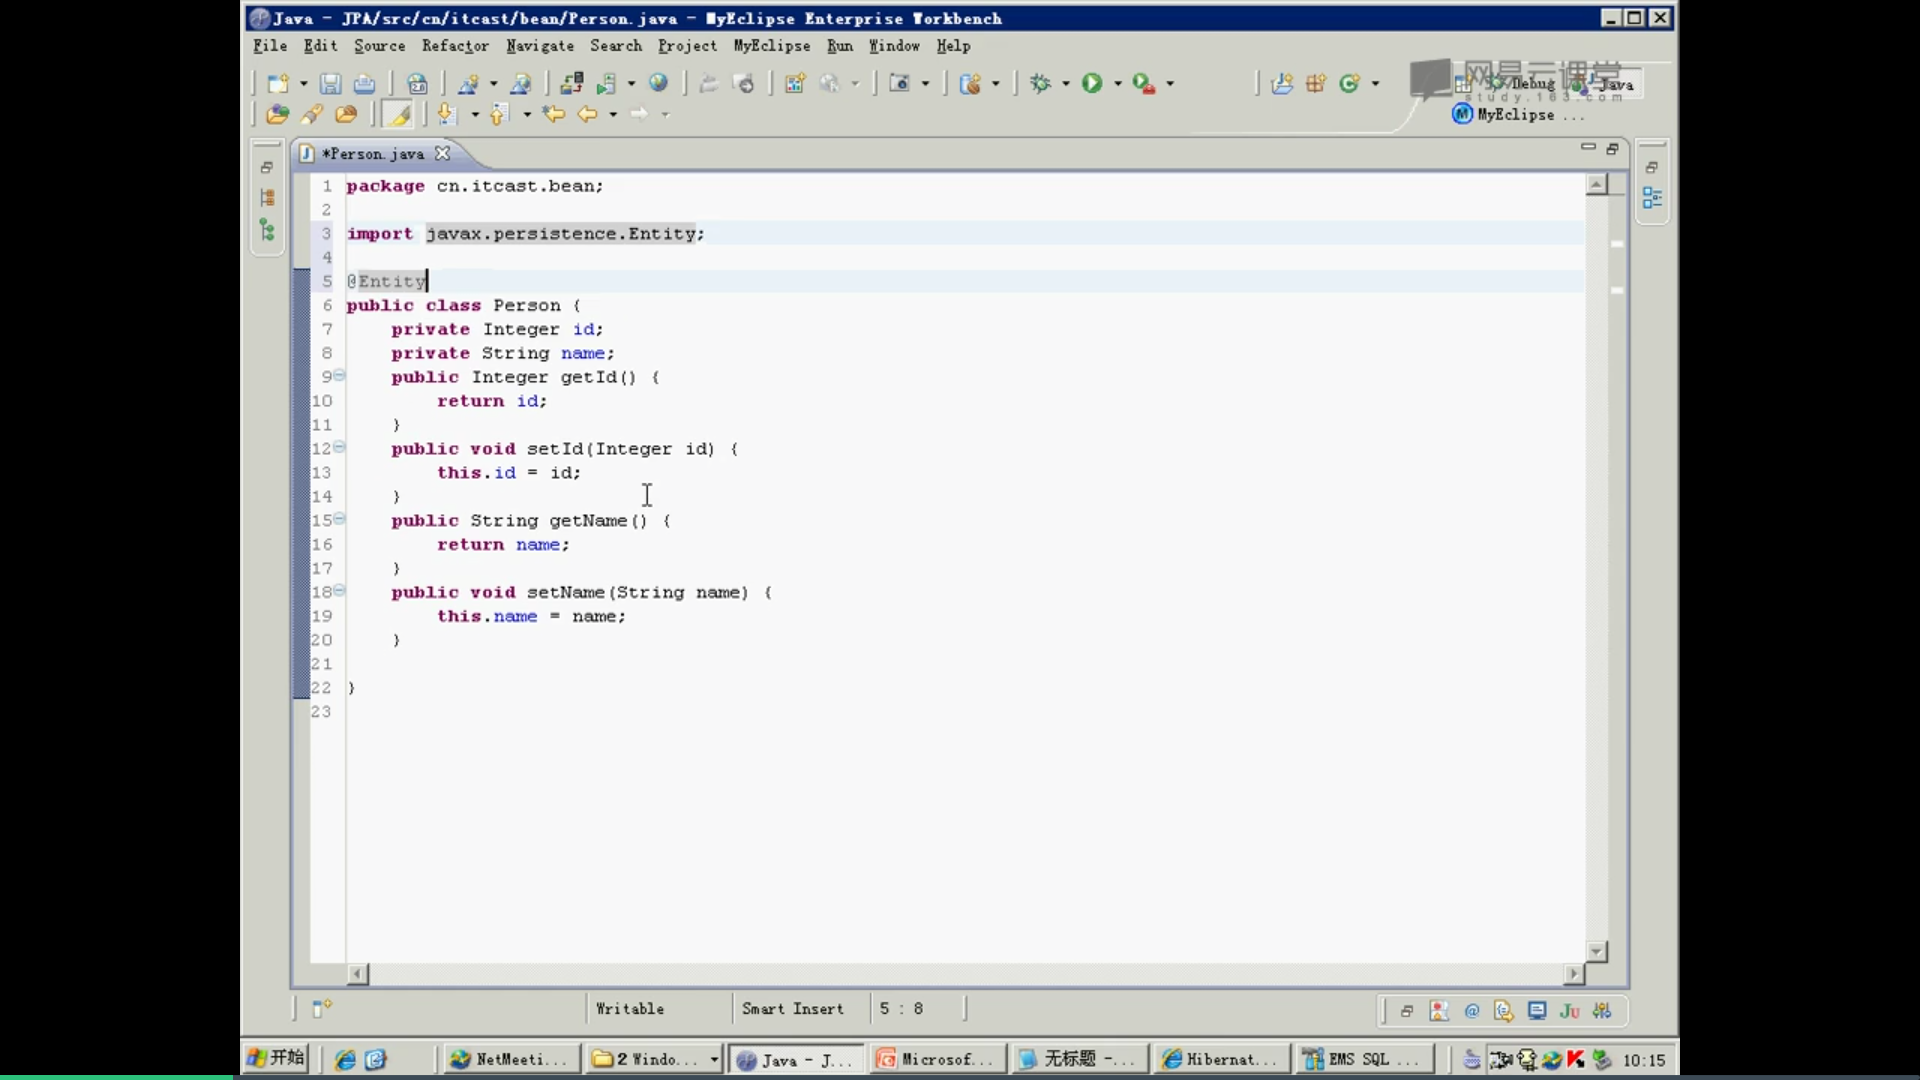 Java - JPA/src/cn/itcast/bean/Person.java - MyEclipse Enterprise Workbench
File Edit Source Refactor Navigate Search Project MyEclipse Run Window Help
网易云课堂
study.163.com
Debug Java
MyEclipse ...
*Person.java
1 package cn.itcast.bean;
2
3 import javax.persistence.Entity;
4
5 @Entity
6 public class Person {
7 private Integer id;
8 private String name;
9 public Integer getId() {
10 return id;
11 }
12 public void setId(Integer id) {
13 this.id = id;
14 }
15 public String getName() {
16 return name;
17 }
18 public void setName(String name) {
19 this.name = name;
20 }
21
22 }
23
Writable Smart Insert 5 : 8
开始 NetMeeti... 2 Windo... Java - J... Microsof... 无标题 -... Hibernat... EMS SQL ... 10:15